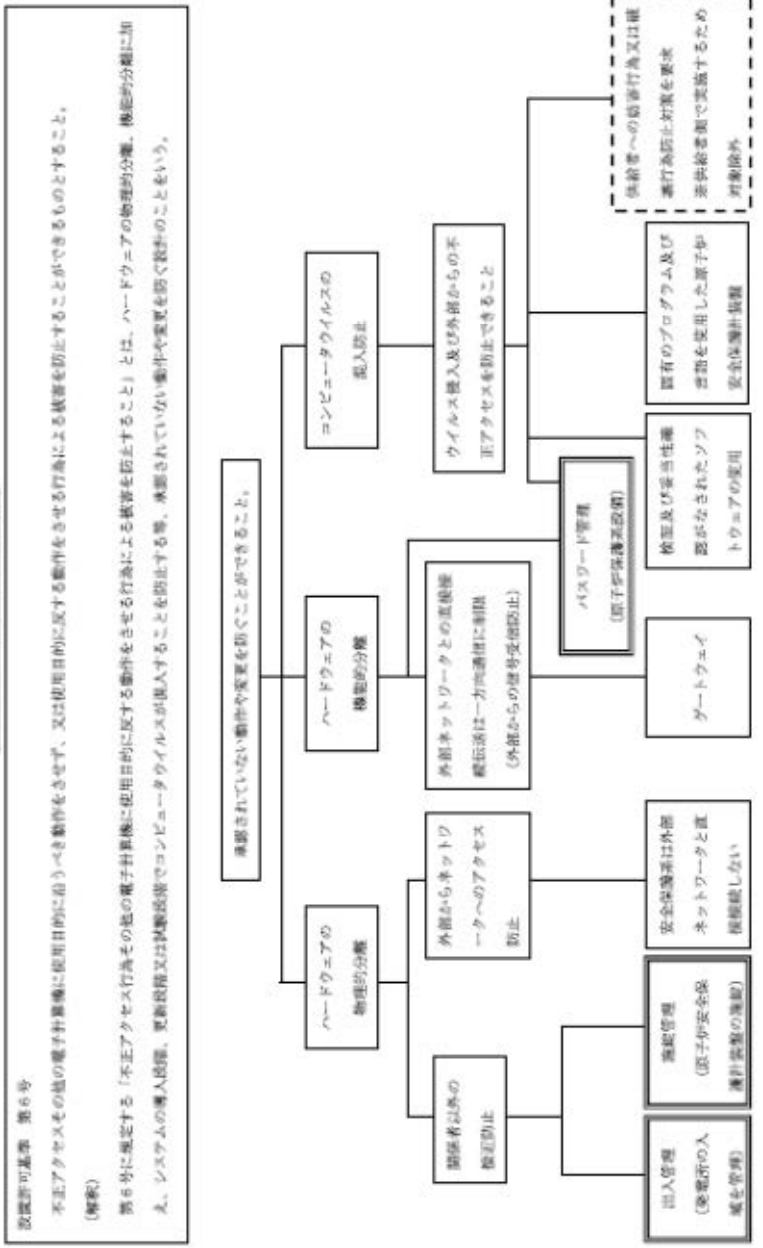 設置許可基準　第6号
不正アクセスその他の電子計算機に使用目的に沿うべき動作をさせず、又は使用目的に反する動作をさせる行為による被害を防止することができるものとすること。
(解釈)
第6号に規定する「不正アクセス行為その他の電子計算機に使用目的に反する動作をさせる行為による被害を防止すること」とは、ハードウェアの物理的分離、機能的分離に加
え、システムの導入段階、更新段階又は試験段階でコンピュータウイルスが混入することを防止する等、承認されていない動作や変更を防ぐ設計のことをいう。
承認されていない動作や変更を防ぐことができること。
ハードウェアの
物理的分離
ハードウェアの
機能的分離
コンピュータウイルスの
混入防止
関係者以外の
接近防止
外部からネットワ
ークへのアクセス
防止
外部ネットワークとの直接接
続伝送は一方向通信に制限
(外部からの信号受信防止)
ウイルス侵入及び外部からの不
正アクセスを防止できること
パスワード管理
(原子炉保護系設備)
出入管理
(発電所の入
域を管理)
施錠管理
(原子炉安全保
護計装盤の施錠)
安全保護系は外部
ネットワークと直
接接続しない
ゲートウェイ
検証及び妥当性確
認がなされたソフ
トウェアの使用
固有のプログラム及び
言語を使用した原子炉
安全保護計装盤
供給者への妨害行為又は破
壊行為防止対策を要求
※供給者側で実施するため
対象除外